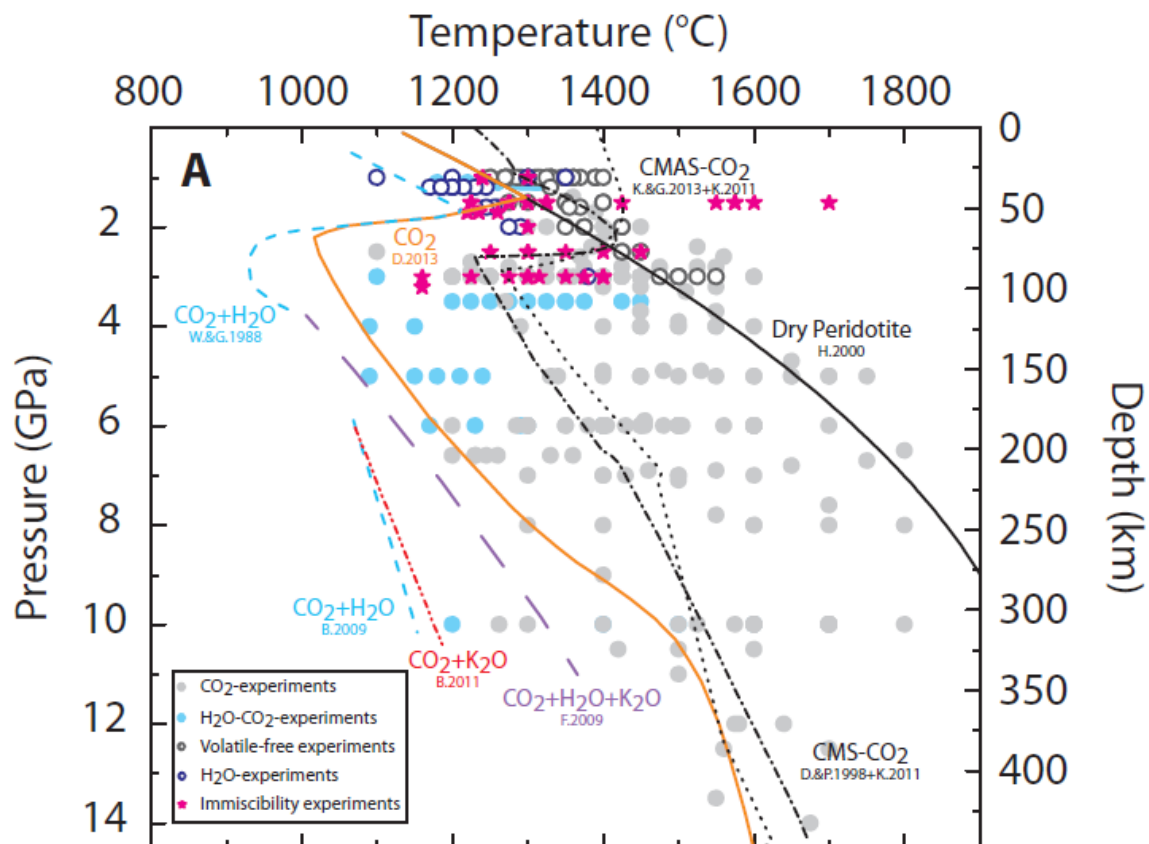 Temperature (°C)
800 1000 1200 1400 1600 1800
A
Pressure (GPa)
2
4
6
8
10
12
14
0
50
100
150
200
250
300
350
400
Depth (km)
CMAS-CO2
K.&G.2013+K.2011
CO2
D.2013
CO2+H2O
W.&G.1988
Dry Peridotite
H.2000
CO2+H2O
B.2009
CO2+K2O
B.2011
CO2+H2O+K2O
F.2009
CMS-CO2
D.&P.1998+K.2011
CO2-experiments
H2O-CO2-experiments
Volatile-free experiments
H2O-experiments
Immiscibility experiments